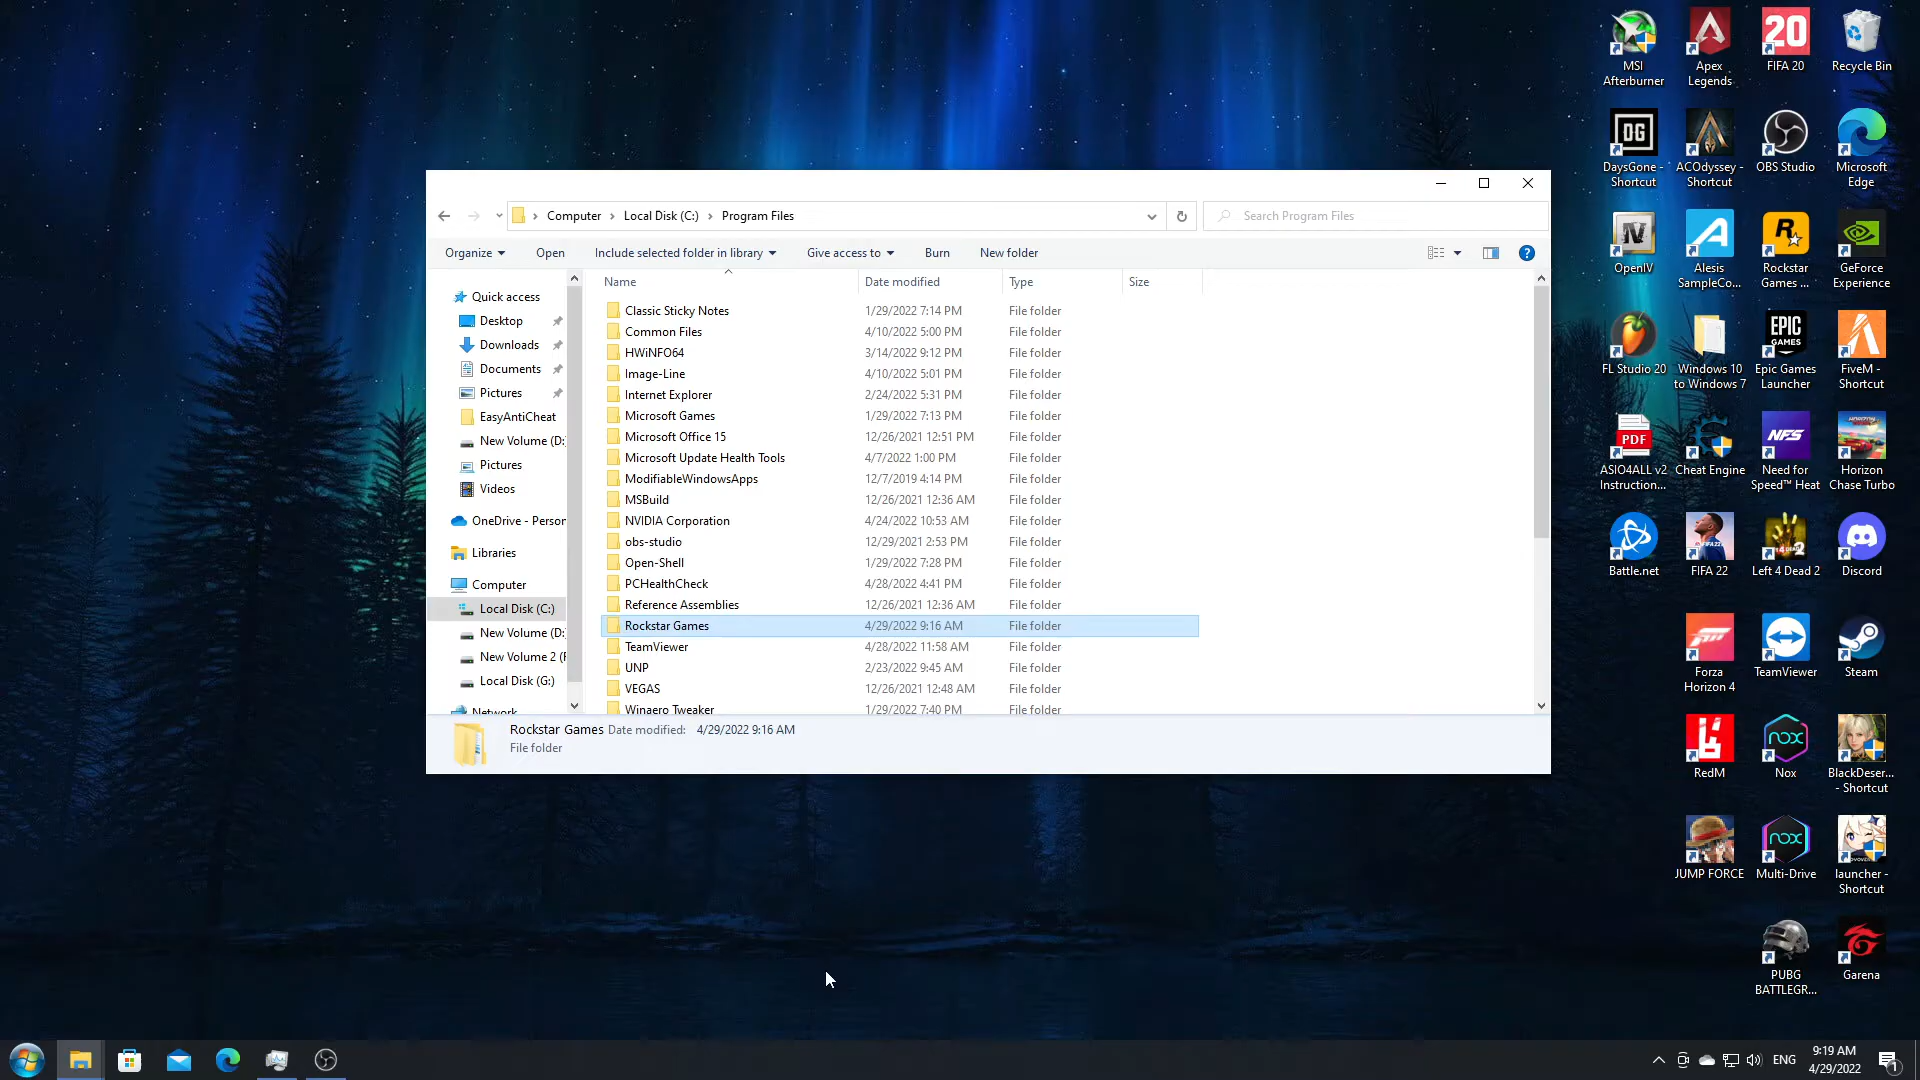 MSI
Afterburner
Apex
Legends
20
FIFA 20
Recycle Bin
DG
DaysGone -
Shortcut
ACOdyssey -
Shortcut
OBS Studio
Microsoft
Edge
OpenIV
Alesis
SampleCo...
Rockstar
Games ...
GeForce
Experience
FL Studio 20
Windows 10
to Windows 7
EPIC
GAMES
Epic Games
Launcher
FiveM -
Shortcut
PDF
ASIO4ALL v2
Instruction...
Cheat Engine
NFS
Need for
Speed™ Heat
Horizon
Chase Turbo
Battle.net
FIFA 22
Left 4 Dead 2
Discord
Forza
Horizon 4
TeamViewer
Steam
RedM
nox
Nox
BlackDeser...
- Shortcut
JUMP FORCE
nox
Multi-Drive
launcher -
Shortcut
PUBG
BATTLEGR...
Garena
Computer
Local Disk (C:)
Program Files
Search Program Files
Organize
Open
Include selected folder in library
Give access to
Burn
New folder
Quick access
Desktop
Downloads
Documents
Pictures
EasyAntiCheat
New Volume (D:
Pictures
Videos
OneDrive - Person
Libraries
Computer
Local Disk (C:)
New Volume (D:
New Volume 2 (F
Local Disk (G:)
Network
Name Date modified Type Size
Classic Sticky Notes 1/29/2022 7:14 PM File folder
Common Files 4/10/2022 5:00 PM File folder
HWiNFO64 3/14/2022 9:12 PM File folder
Image-Line 4/10/2022 5:01 PM File folder
Internet Explorer 2/24/2022 5:31 PM File folder
Microsoft Games 1/29/2022 7:13 PM File folder
Microsoft Office 15 12/26/2021 12:51 PM File folder
Microsoft Update Health Tools 4/7/2022 1:00 PM File folder
ModifiableWindowsApps 12/7/2019 4:14 PM File folder
MSBuild 12/26/2021 12:36 AM File folder
NVIDIA Corporation 4/24/2022 10:53 AM File folder
obs-studio 12/29/2021 2:53 PM File folder
Open-Shell 1/29/2022 7:28 PM File folder
PCHealthCheck 4/28/2022 4:41 PM File folder
Reference Assemblies 12/26/2021 12:36 AM File folder
Rockstar Games 4/29/2022 9:16 AM File folder
TeamViewer 4/28/2022 11:58 AM File folder
UNP 2/23/2022 9:45 AM File folder
VEGAS 12/26/2021 12:48 AM File folder
Winaero Tweaker 1/29/2022 7:40 PM File folder
Rockstar Games Date modified: 4/29/2022 9:16 AM
File folder
ENG
9:19 AM
4/29/2022
1